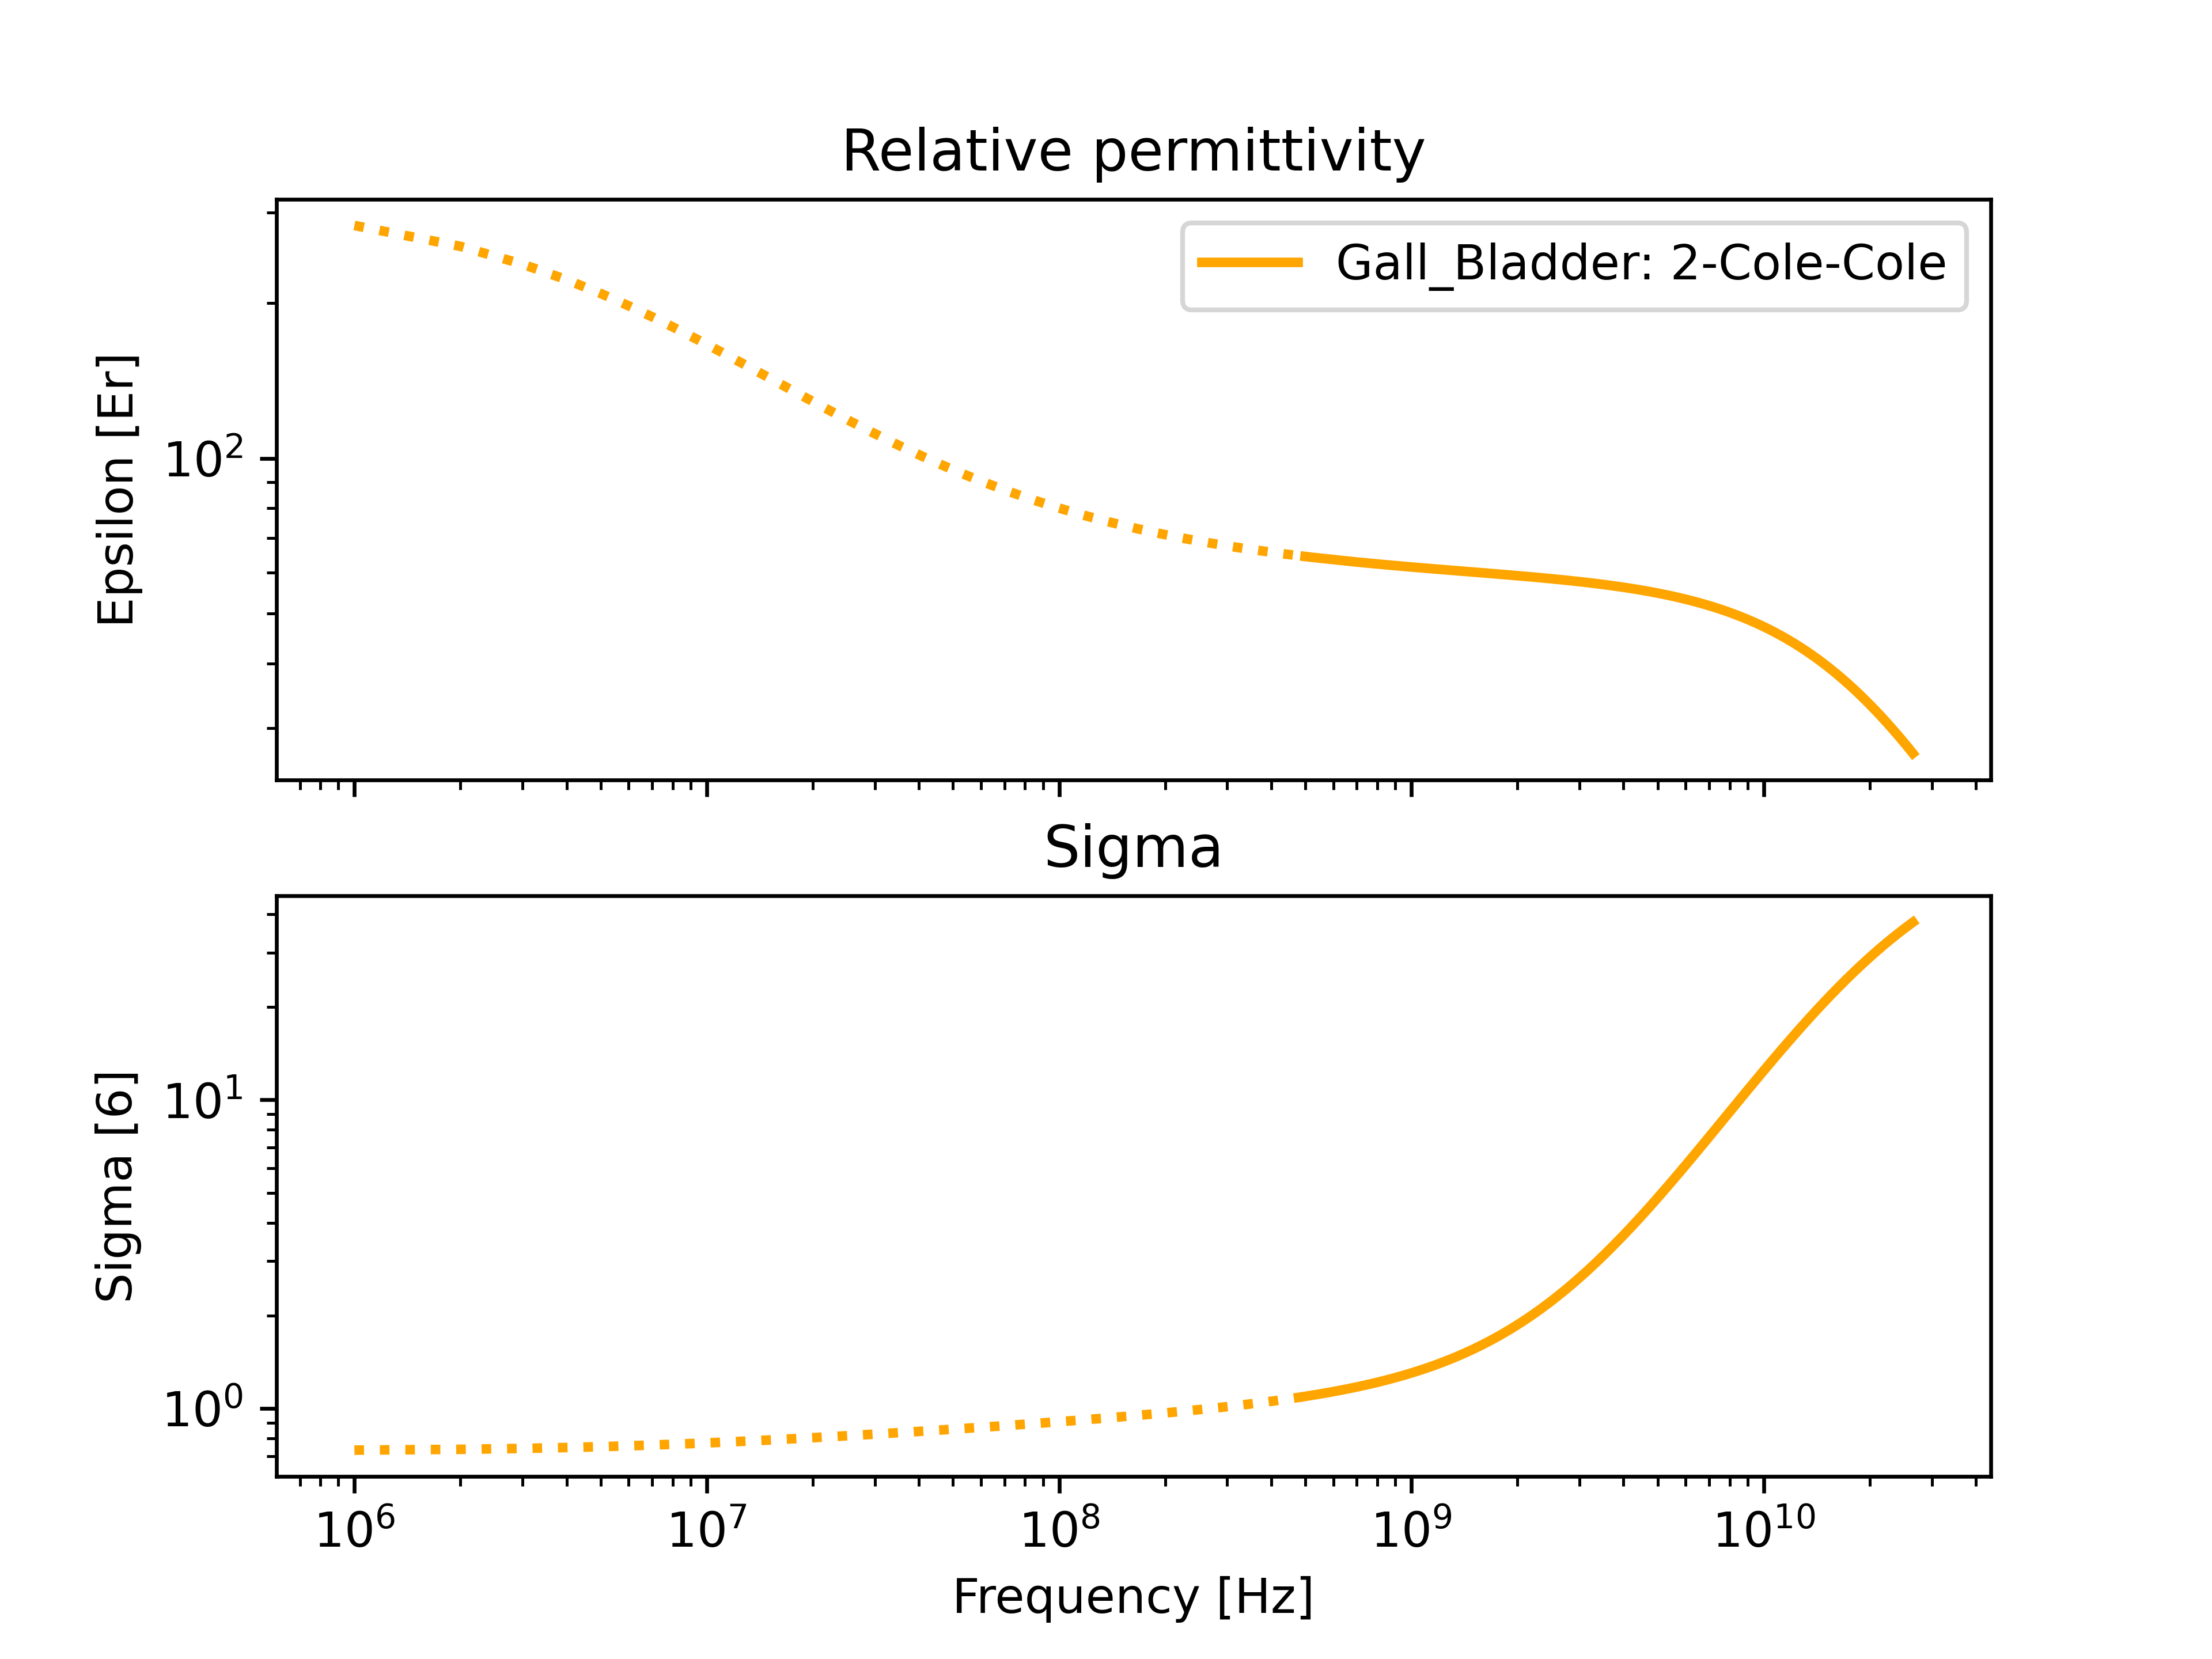 Relative permittivity
Gall_Bladder: 2-Cole-Cole
Epsilon [Er]
10²
Sigma
Sigma [6]
10¹
10⁰
10⁶ 10⁷ 10⁸ 10⁹ 10¹⁰
Frequency [Hz]